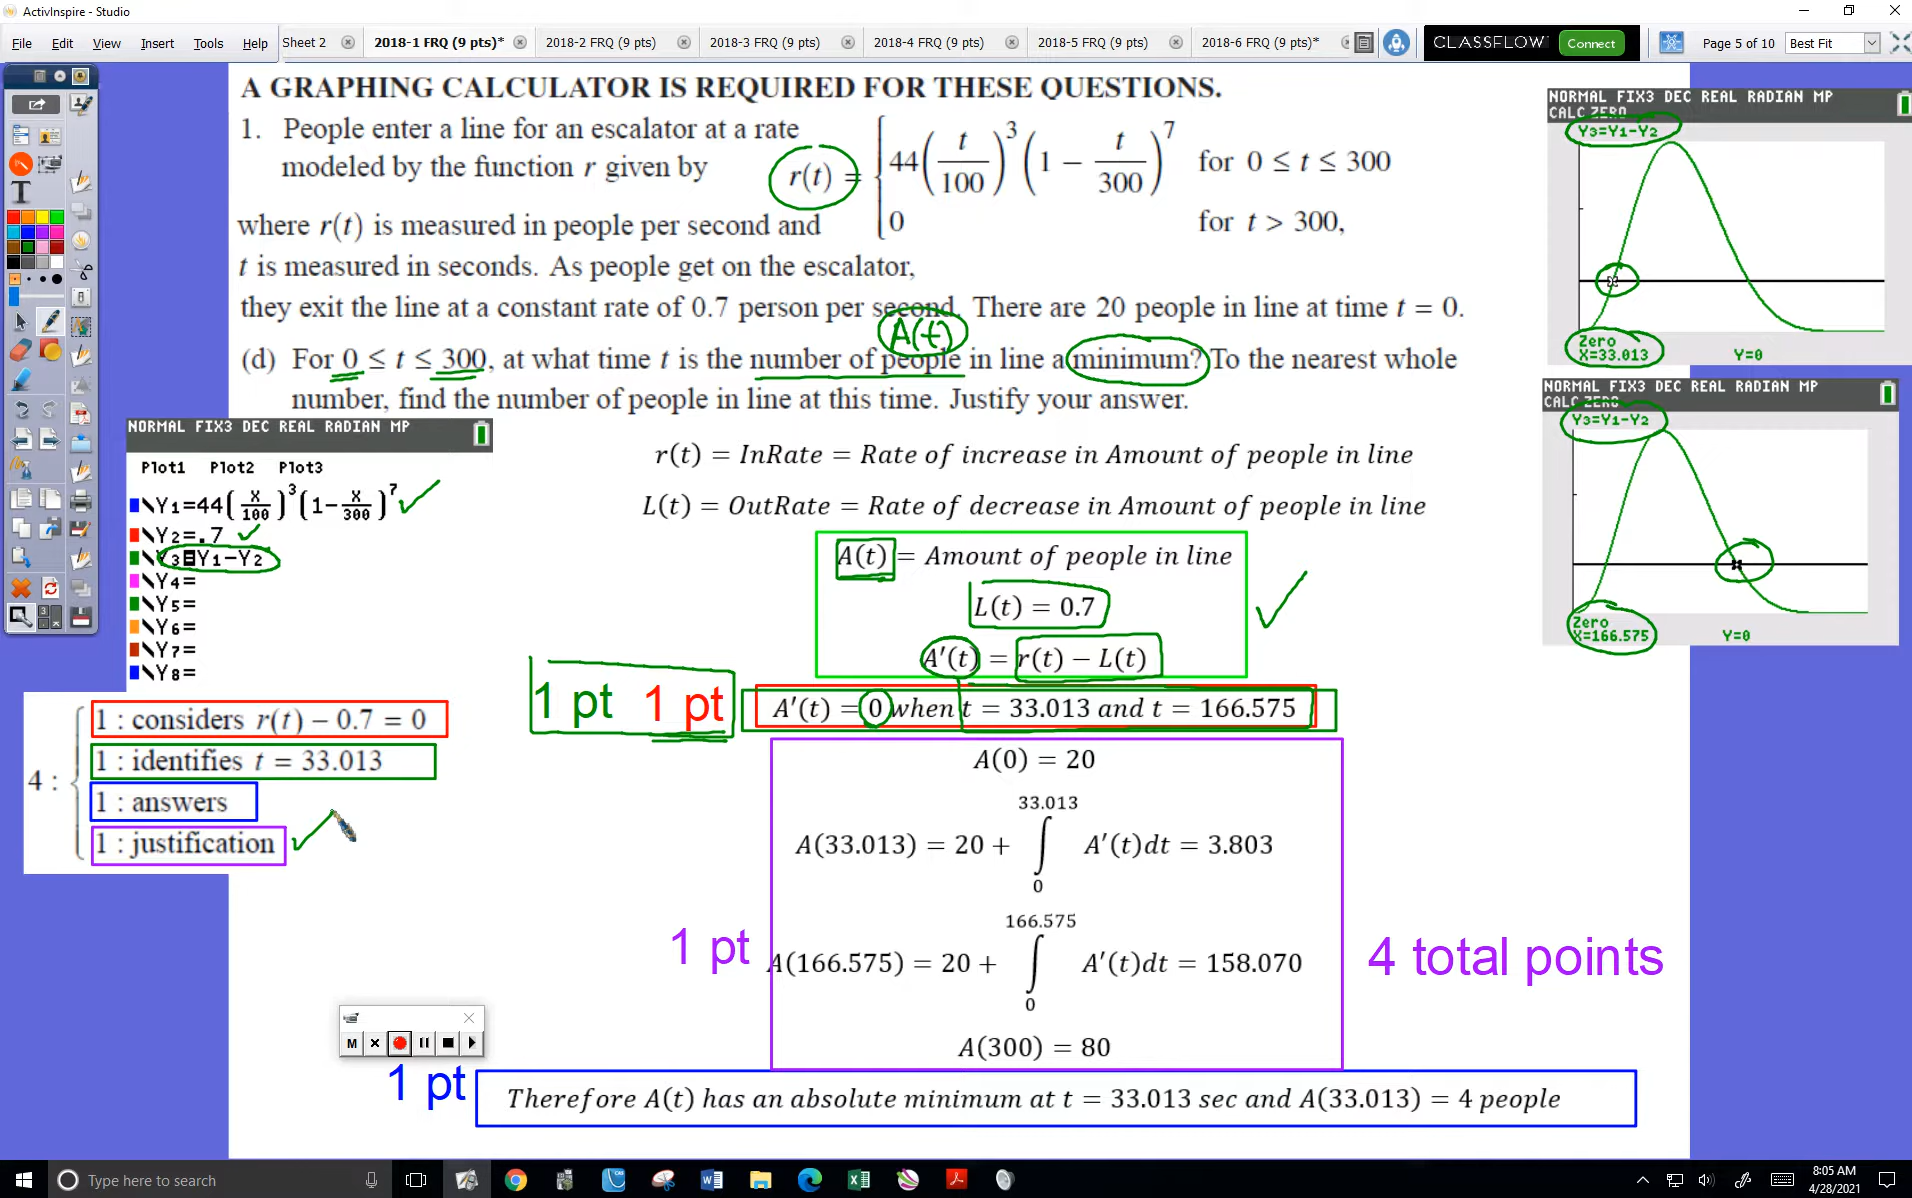 ActivInspire - Studio
File Edit View Insert Tools Help Sheet 2 2018-1 FRQ (9 pts)* 2018-2 FRQ (9 pts) 2018-3 FRQ (9 pts) 2018-4 FRQ (9 pts) 2018-5 FRQ (9 pts) 2018-6 FRQ (9 pts)* CLASSFLOW Connect Page 5 of 10 Best Fit
A GRAPHING CALCULATOR IS REQUIRED FOR THESE QUESTIONS.
1. People enter a line for an escalator at a rate
modeled by the function r given by
r(t) = { 44(t/100)^3 (1 − t/300)^7 for 0 ≤ t ≤ 300
0 for t > 300,
where r(t) is measured in people per second and
t is measured in seconds. As people get on the escalator,
they exit the line at a constant rate of 0.7 person per second. There are 20 people in line at time t = 0.
A(t)
(d) For 0 ≤ t ≤ 300, at what time t is the number of people in line a minimum? To the nearest whole
number, find the number of people in line at this time. Justify your answer.
NORMAL FIX3 DEC REAL RADIAN MP
CALC ZERO
Y3=Y1-Y2
Zero
X=33.013 Y=0
NORMAL FIX3 DEC REAL RADIAN MP
CALC ZERO
Y3=Y1-Y2
Zero
X=166.575 Y=0
NORMAL FIX3 DEC REAL RADIAN MP
Plot1 Plot2 Plot3
\Y1=44(X/100)^3(1-X/300)^7
\Y2=.7
\Y3=Y1-Y2
\Y4=
\Y5=
\Y6=
\Y7=
\Y8=
r(t) = InRate = Rate of increase in Amount of people in line
L(t) = OutRate = Rate of decrease in Amount of people in line
A(t) = Amount of people in line
L(t) = 0.7
A′(t) = r(t) − L(t)
1 pt 1 pt A′(t) = 0 when t = 33.013 and t = 166.575
4 : { 1 : considers r(t) − 0.7 = 0
1 : identifies t = 33.013
1 : answers
1 : justification
A(0) = 20
A(33.013) = 20 + ∫_0^33.013 A′(t)dt = 3.803
1 pt A(166.575) = 20 + ∫_0^166.575 A′(t)dt = 158.070
4 total points
A(300) = 80
M
1 pt Therefore A(t) has an absolute minimum at t = 33.013 sec and A(33.013) = 4 people
Type here to search
8:05 AM
4/28/2021